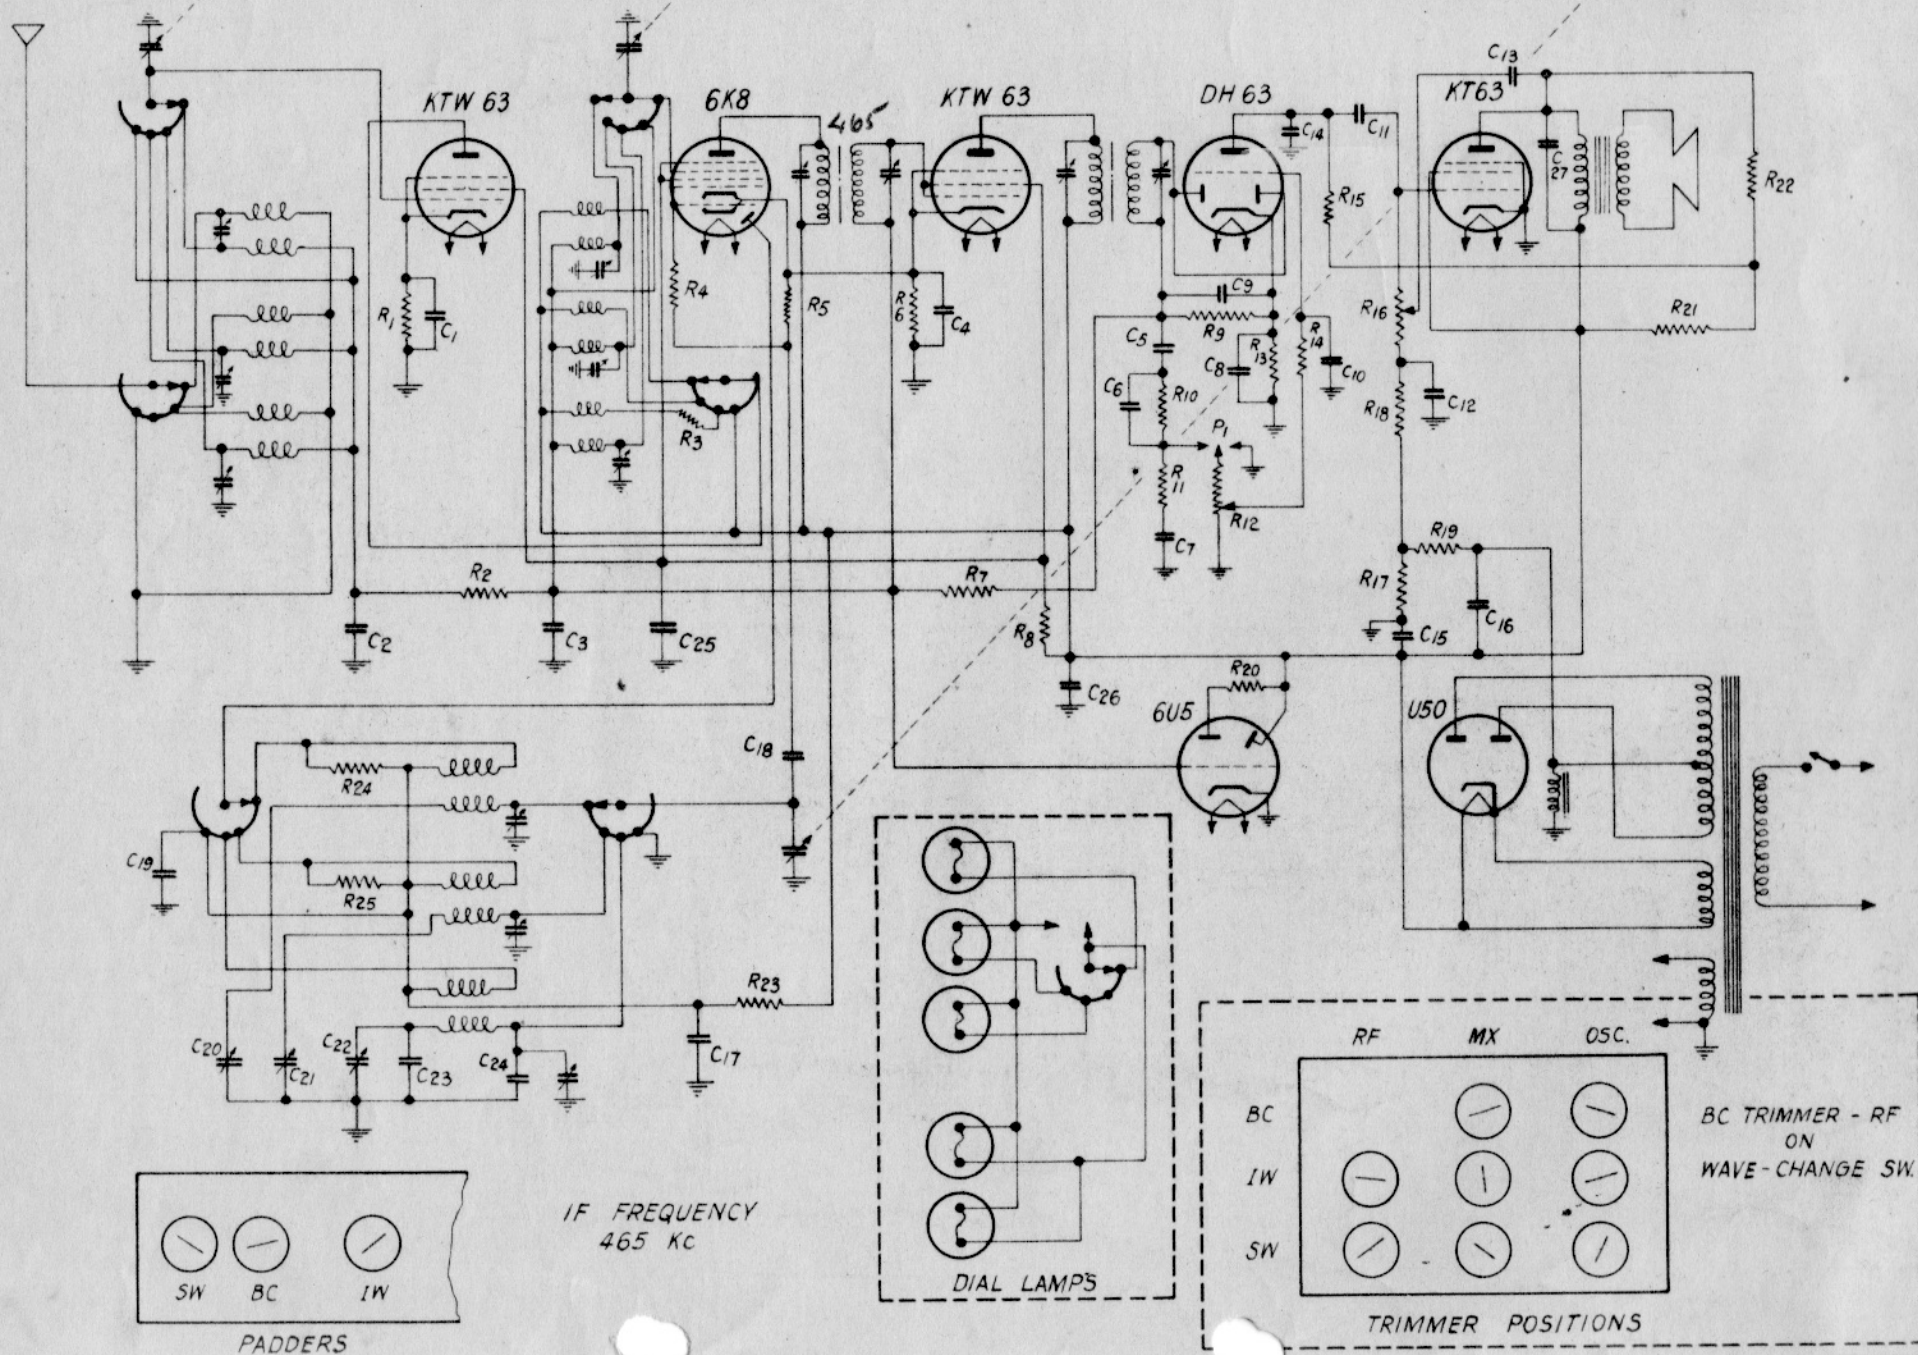 C13
KTW 63
6K8
465
KTW 63
DH 63
KT63
C14
C11
C27
R22
R15
R1
C1
R4
R5
R6
C4
C9
R9
R16
R21
C5
C8
R13
R14
C10
C6
R10
R18
C12
R3
P1
R11
R12
C7
R19
R2
R7
R17
C16
C2
C3
C25
R8
C15
R20
C26
6U5
U50
C18
R24
C19
R25
R23
C20
C21
C22
C23
C24
C17
RF MX OSC.
BC
IW
SW
BC TRIMMER - RF
ON
WAVE-CHANGE SW.
TRIMMER POSITIONS
IF FREQUENCY
465 KC
DIAL LAMPS
SW BC IW
PADDERS